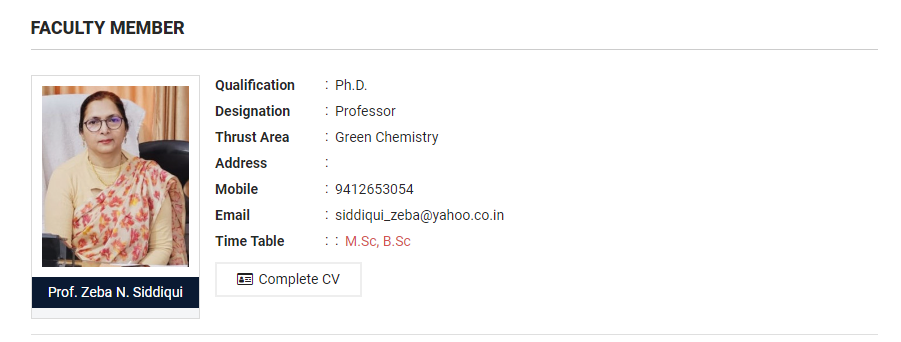 FACULTY MEMBER
Qualification : Ph.D.
Designation : Professor
Thrust Area : Green Chemistry
Address :
Mobile : 9412653054
Email : siddiqui_zeba@yahoo.co.in
Time Table : : M.Sc, B.Sc
Complete CV
Prof. Zeba N. Siddiqui